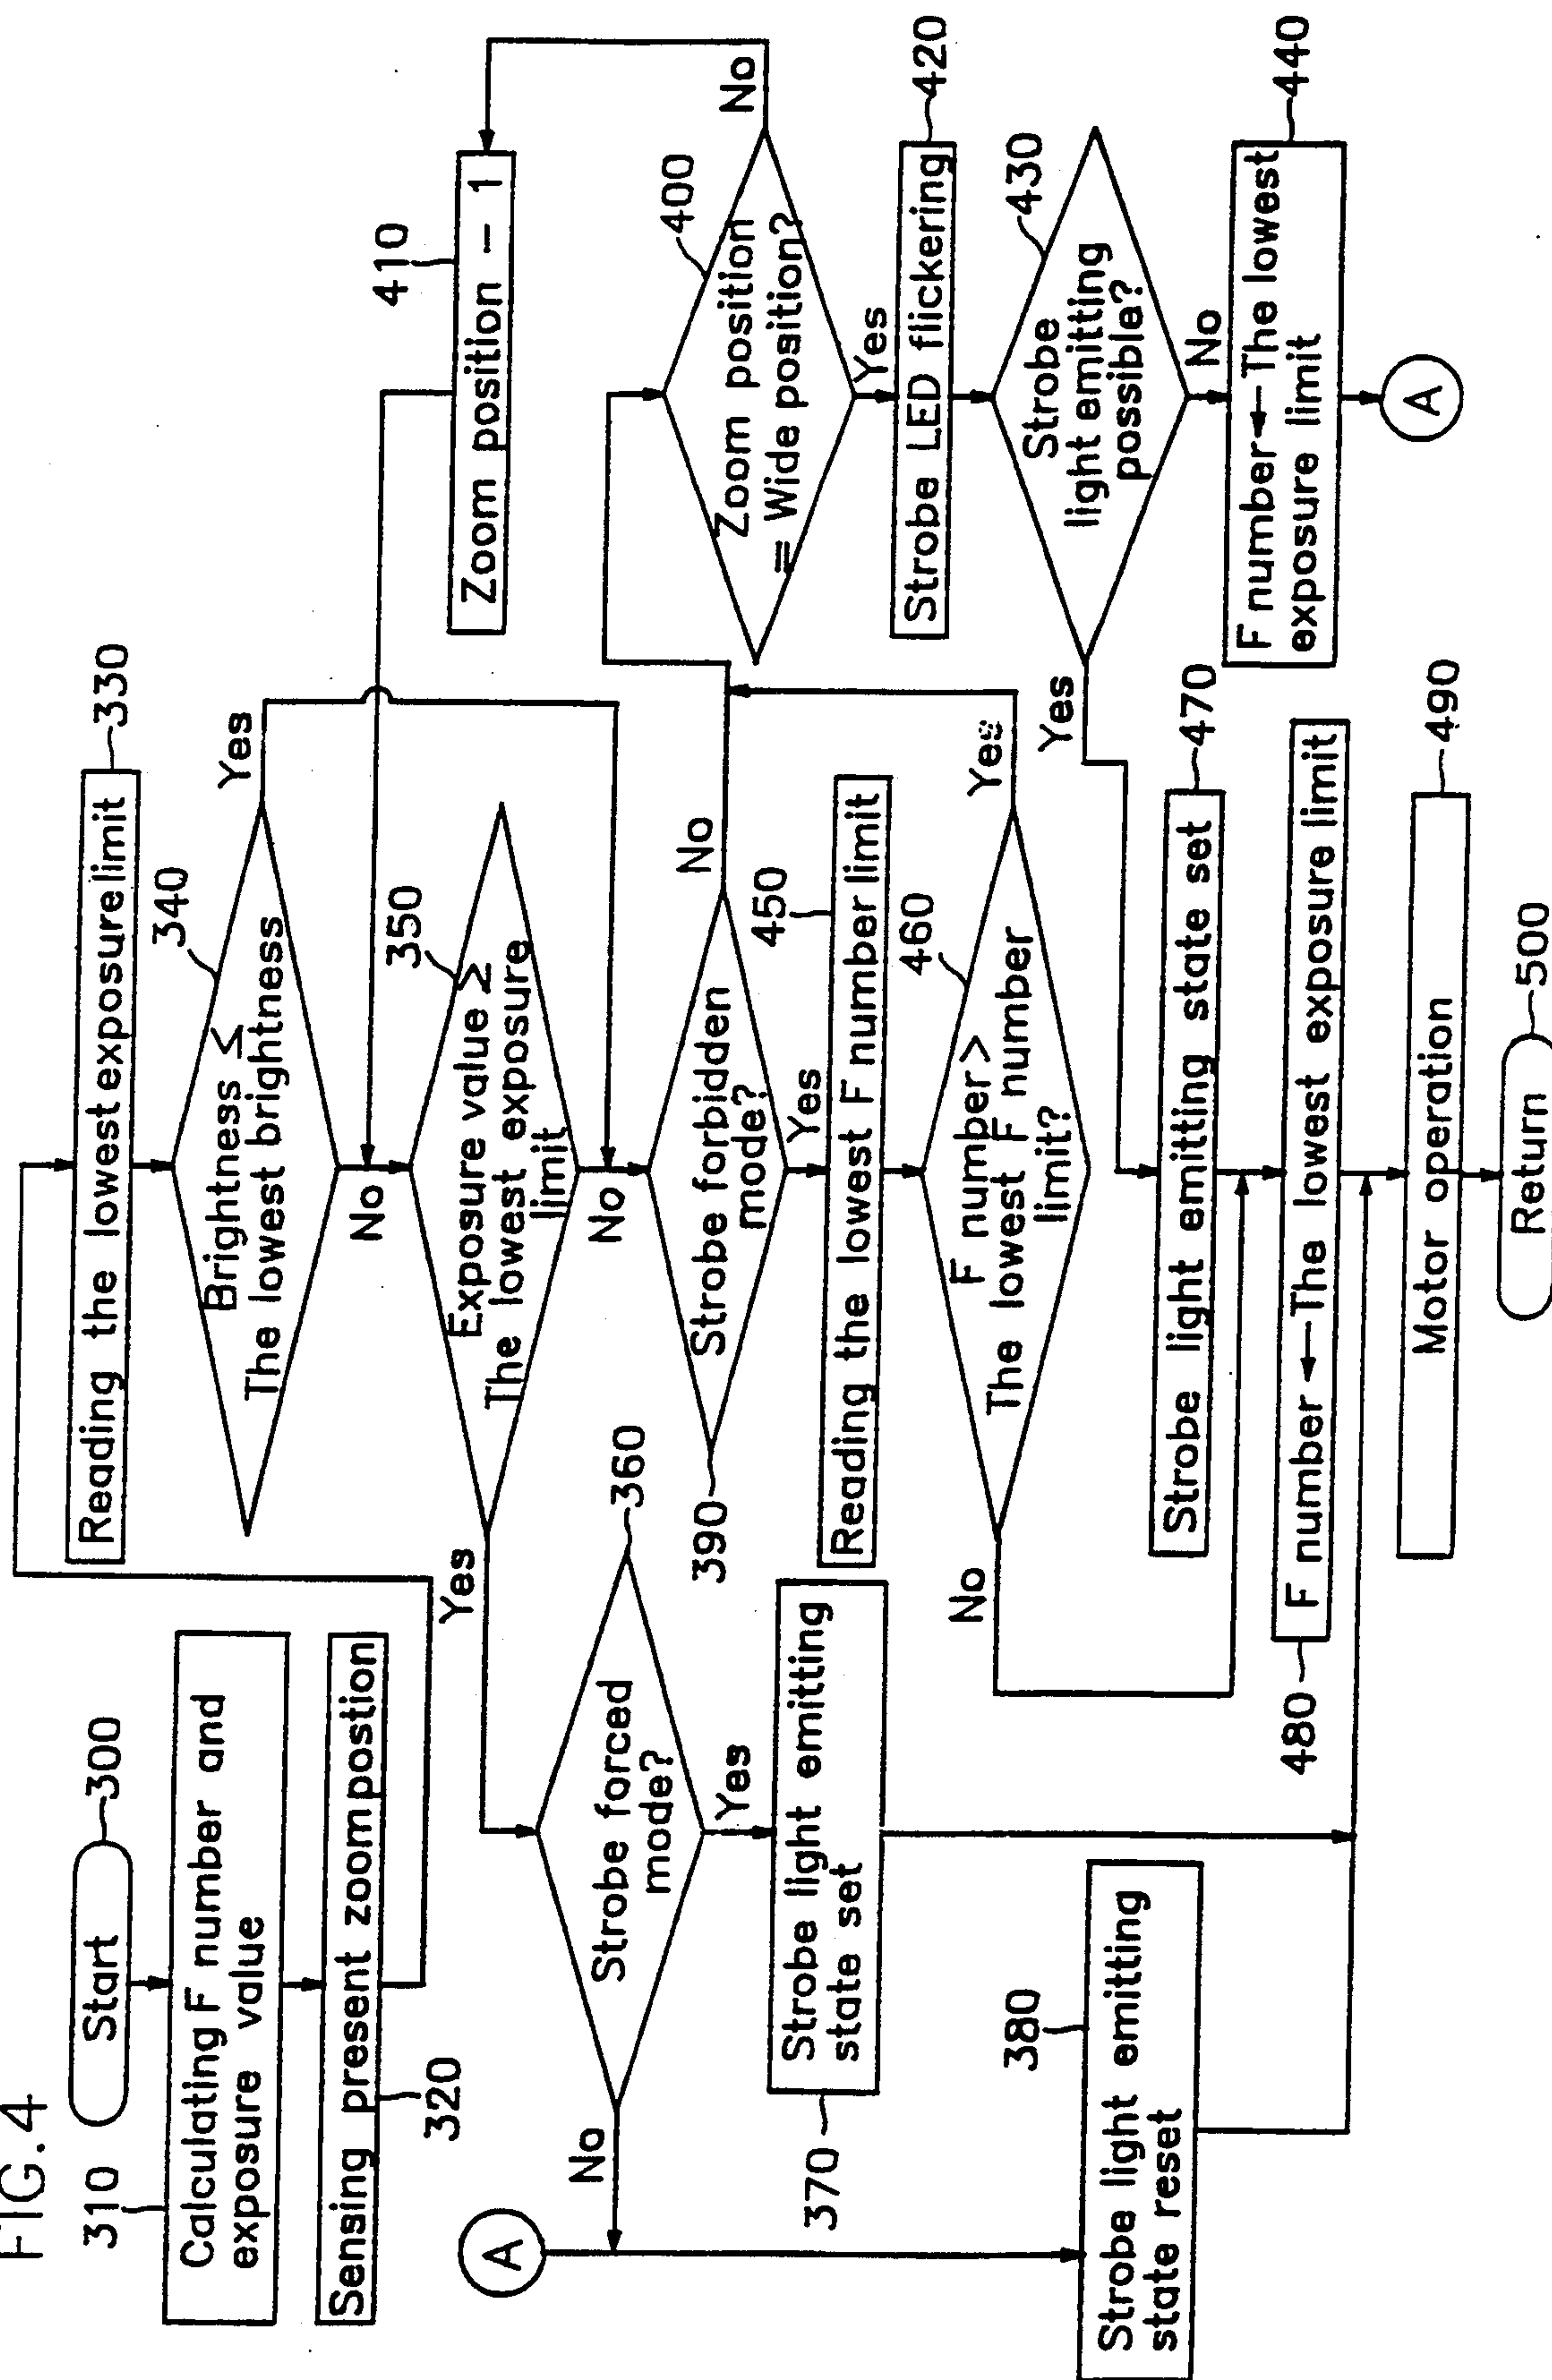 FIG.4
Start
300
310
Calculating F number and
exposure value
Sensing present zoompostion
320
Reading the lowest exposure limit
330
340
Brightness ≤
The lowest brightness
Yes
No
350
Exposure value ≥
The lowest exposure
limit
Yes
No
360
Strobe forced
mode?
No
Yes
370
Strobe light emitting
state set
A
380
Strobe light emitting
state reset
390
Strobe forbidden
mode?
No
Yes
400
Zoom position
= Wide position?
No
Yes
410
Zoom position - 1
Strobe LED flickering
420
430
Strobe
light emitting
possible?
Yes
No
F number←The lowest
exposure limit
440
A
450
Reading the lowest F number limit
460
F number>
The lowest F number
limit?
Yes
No
Strobe light emitting state set
470
480
F number←The lowest exposure limit
Motor operation
490
Return
500